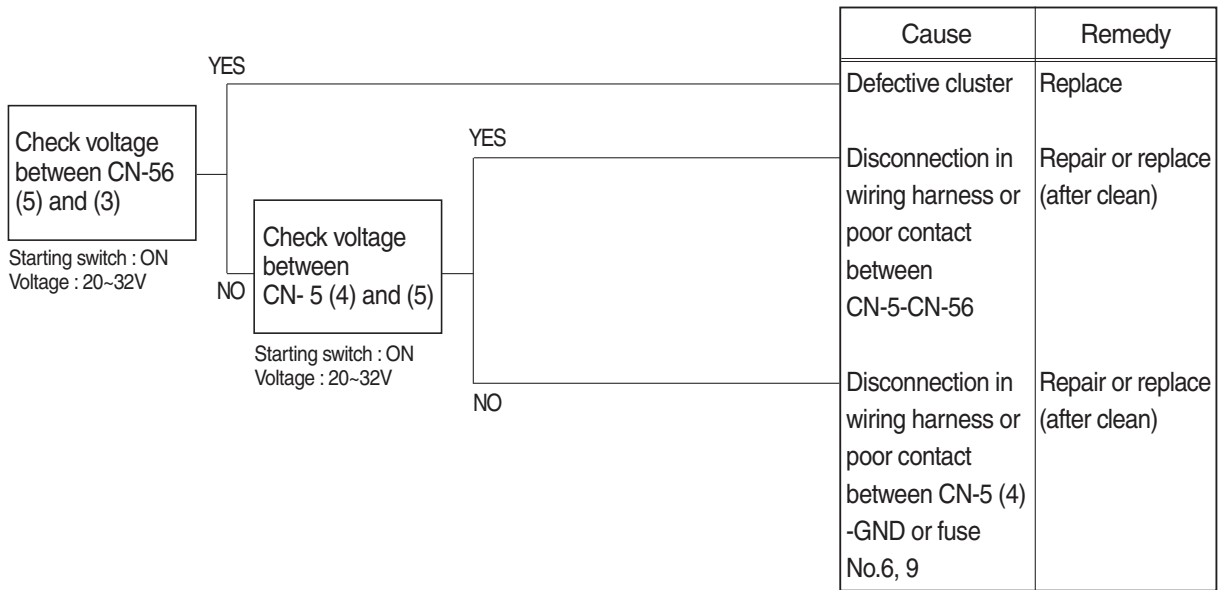 Cause Remedy
YES
Defective cluster Replace
Check voltage
between CN-56
(5) and (3)
Starting switch : ON
Voltage : 20~32V
NO
YES
Disconnection in Repair or replace
wiring harness or (after clean)
poor contact
between
CN-5-CN-56
Check voltage
between
CN- 5 (4) and (5)
Starting switch : ON
Voltage : 20~32V
NO
Disconnection in Repair or replace
wiring harness or (after clean)
poor contact
between CN-5 (4)
-GND or fuse
No.6, 9